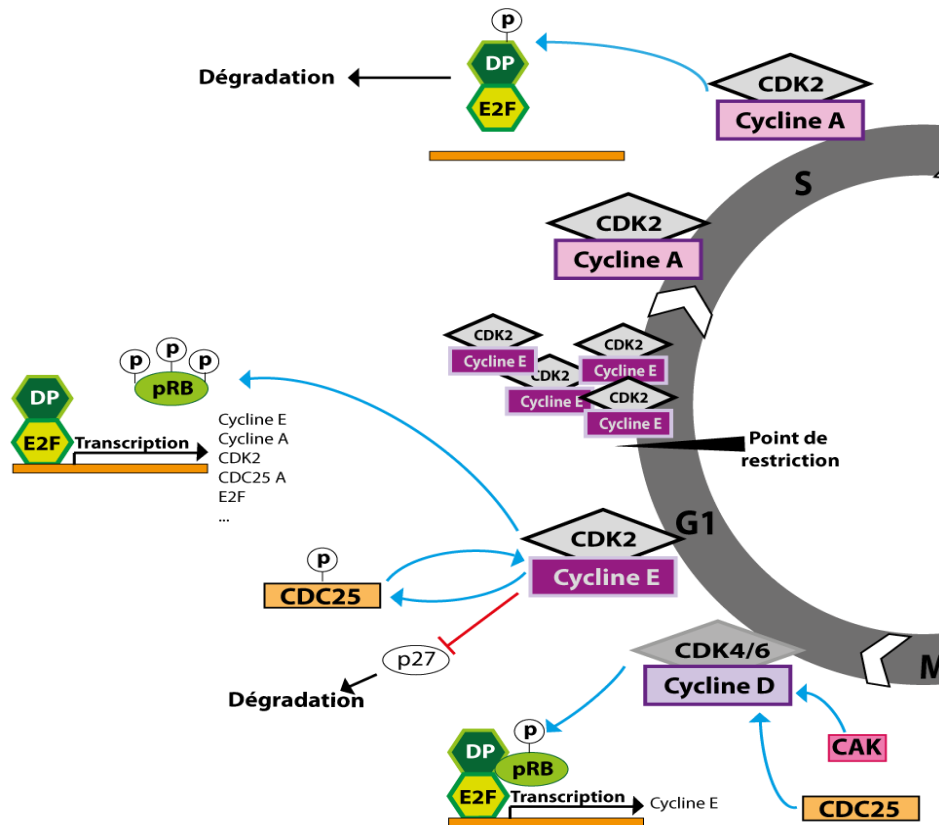 p
DP
E2F
Dégradation
CDK2
Cycline A
S
CDK2
Cycline A
CDK2
Cycline E
CDK2
Cycline E
CDK2
Cycline E
CDK2
Cycline E
Point de
restriction
p
p
p
pRB
DP
E2F
Transcription
Cycline E
Cycline A
CDK2
CDC25 A
E2F
...
G1
CDK2
Cycline E
p
CDC25
p27
Dégradation
CDK4/6
Cycline D
M
CAK
CDC25
p
DP
pRB
E2F
Transcription
Cycline E